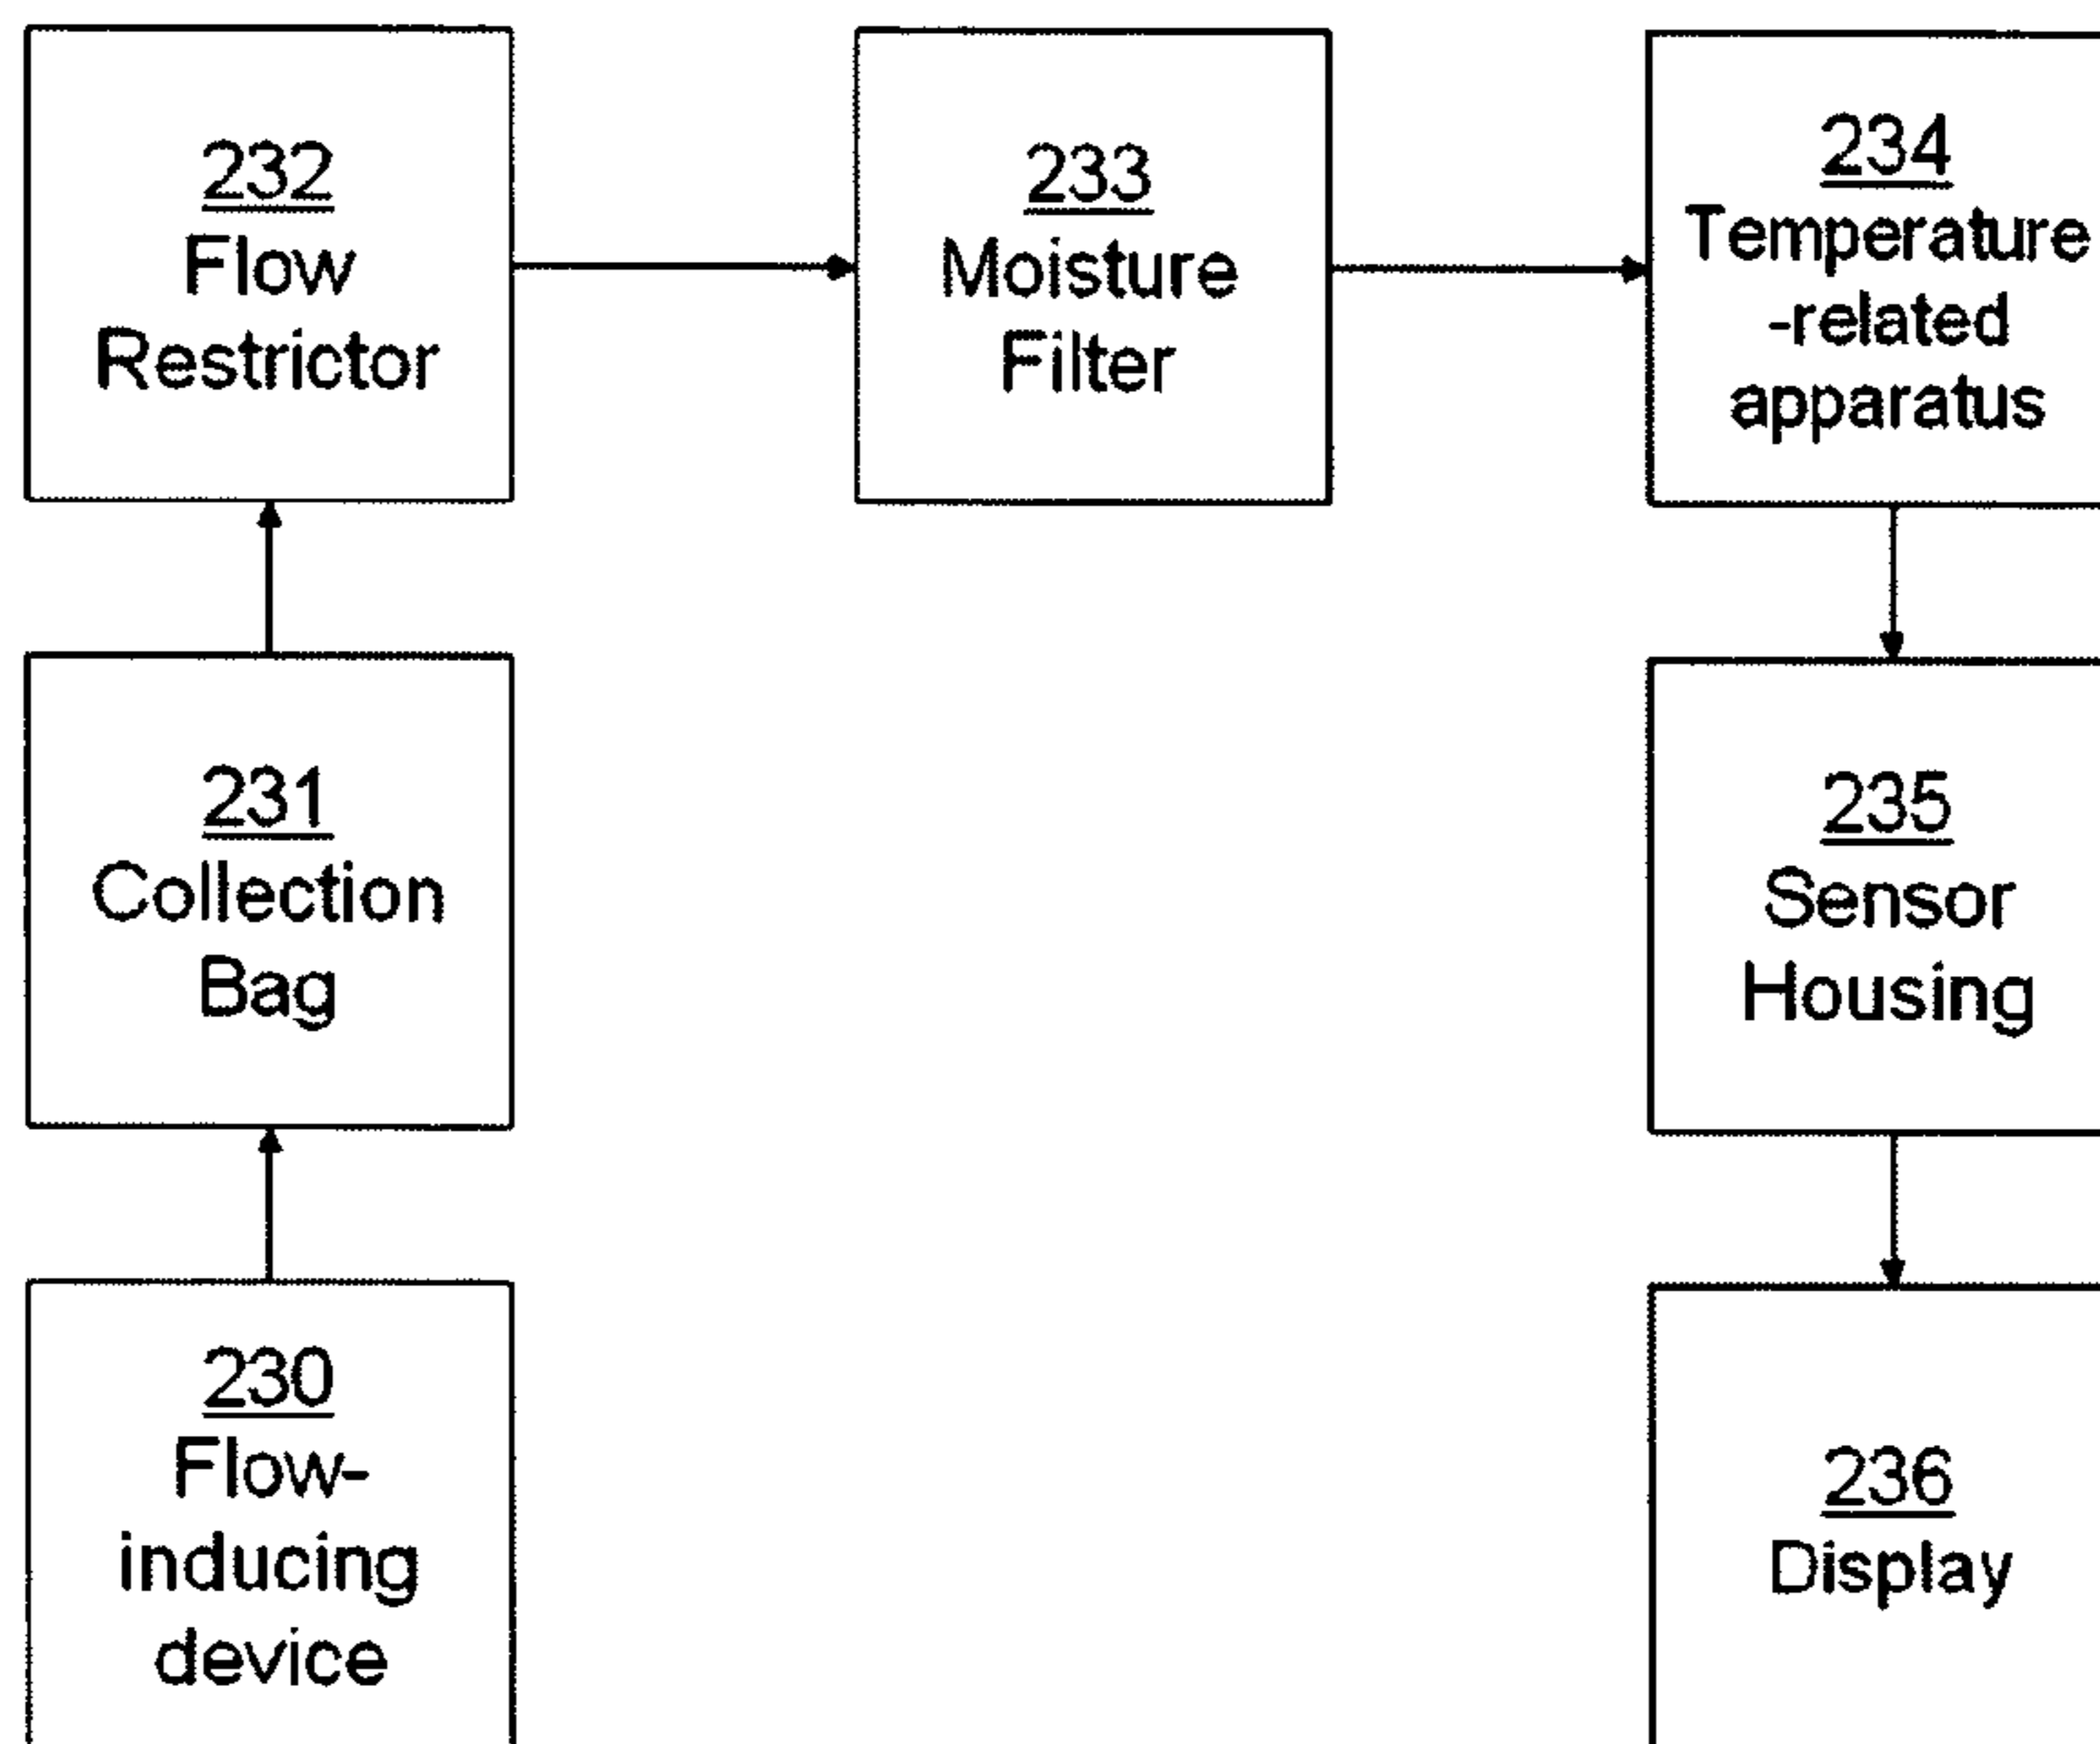 232
Flow
Restrictor
233
Moisture
Filter
234
Temperature
-related
apparatus
231
Collection
Bag
235
Sensor
Housing
230
Flow-
inducing
device
236
Display